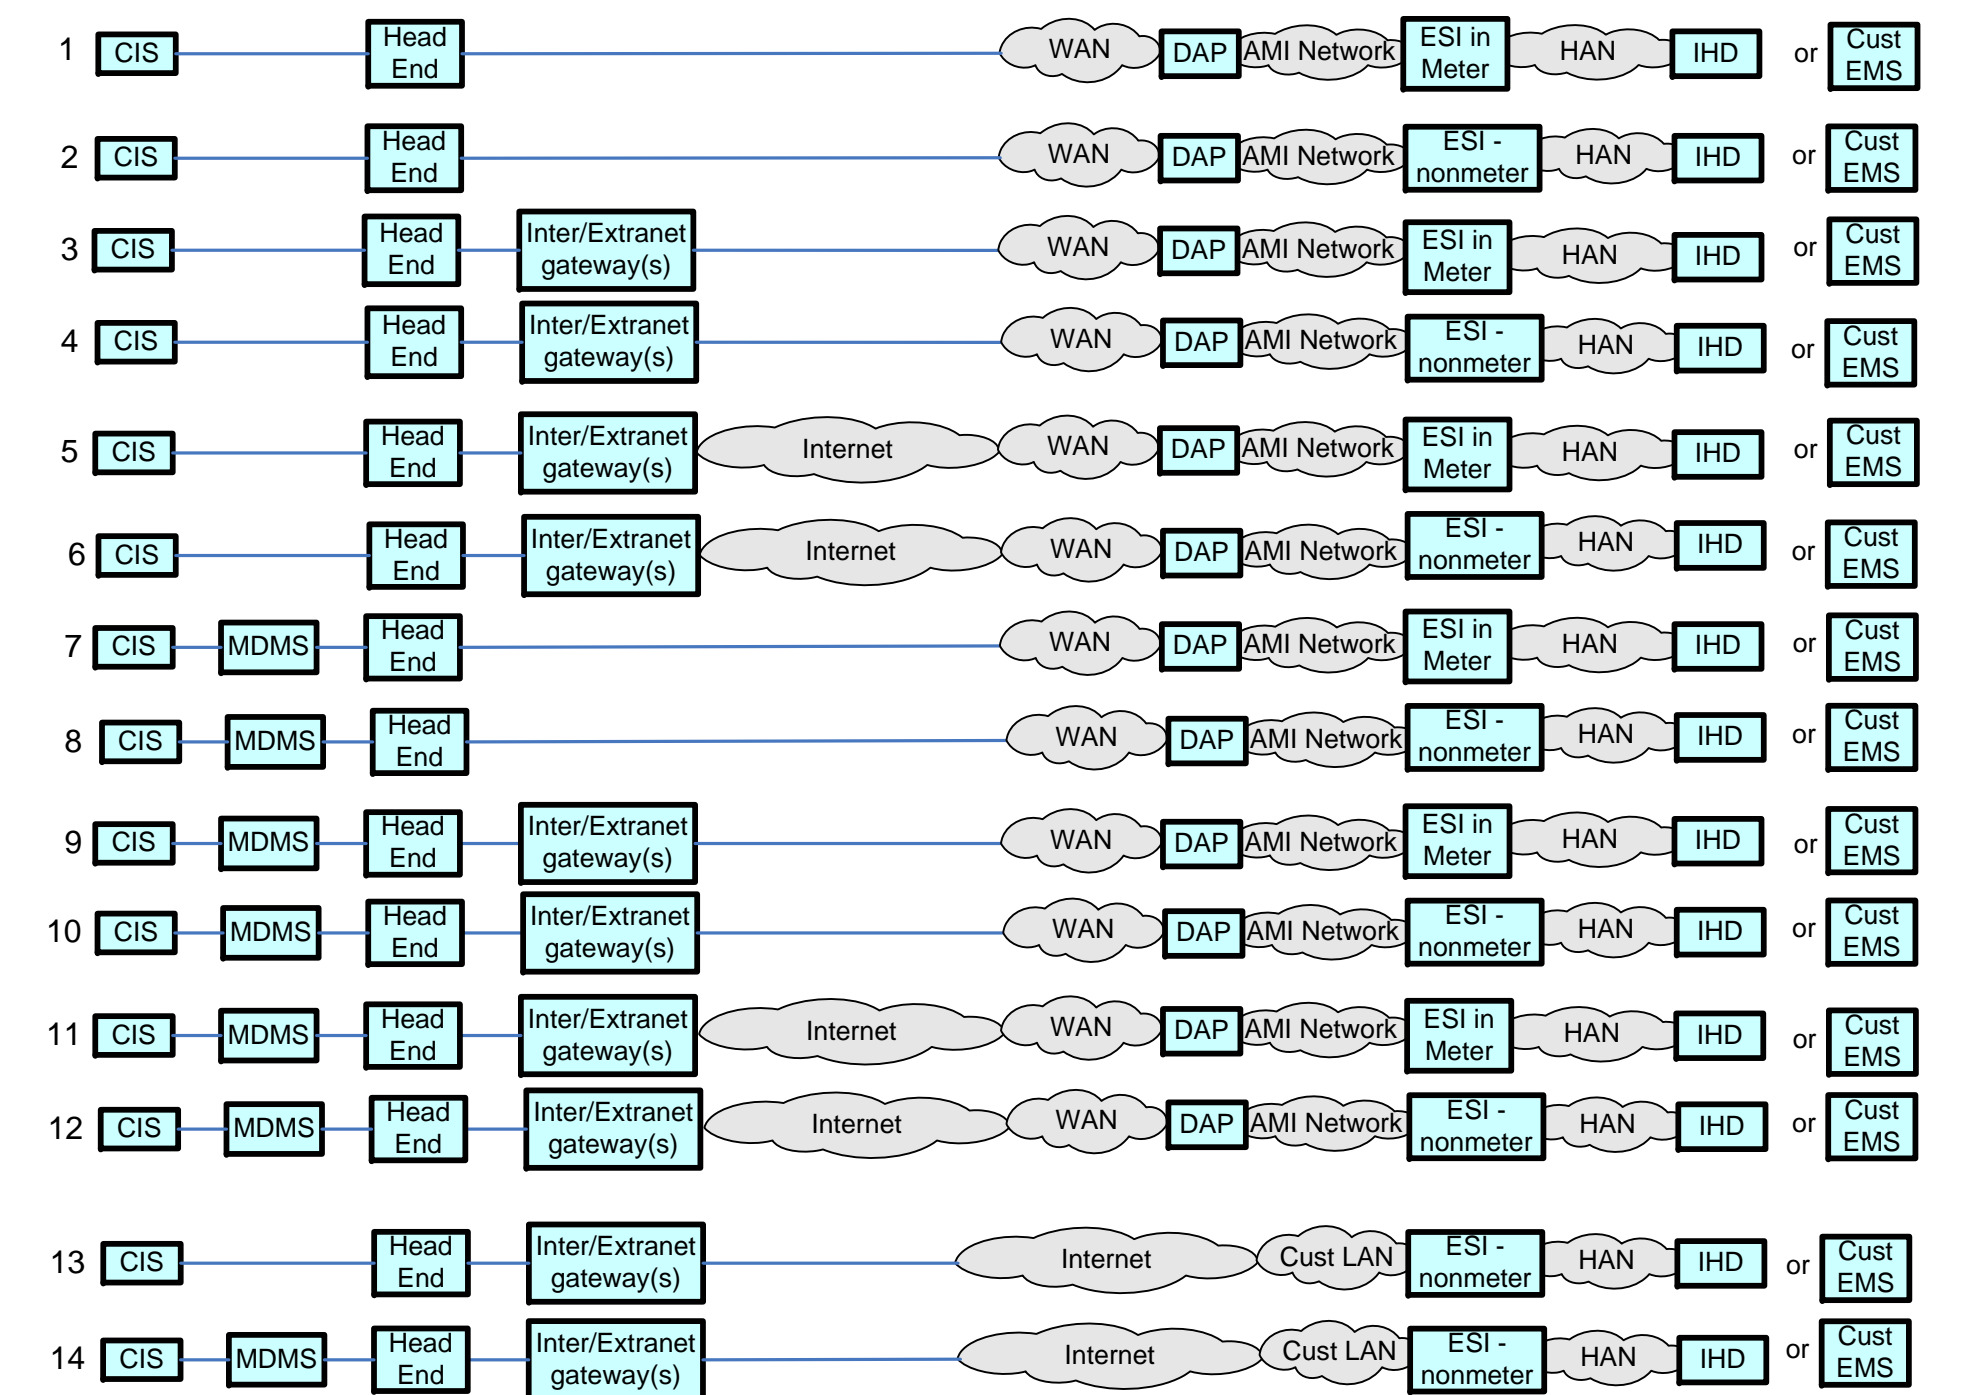 1 CIS Head End WAN DAP AMI Network ESI in Meter HAN IHD or Cust EMS
2 CIS Head End WAN DAP AMI Network ESI - nonmeter HAN IHD or Cust EMS
3 CIS Head End Inter/Extranet gateway(s) WAN DAP AMI Network ESI in Meter HAN IHD or Cust EMS
4 CIS Head End Inter/Extranet gateway(s) WAN DAP AMI Network ESI - nonmeter HAN IHD or Cust EMS
5 CIS Head End Inter/Extranet gateway(s) Internet WAN DAP AMI Network ESI in Meter HAN IHD or Cust EMS
6 CIS Head End Inter/Extranet gateway(s) Internet WAN DAP AMI Network ESI - nonmeter HAN IHD or Cust EMS
7 CIS MDMS Head End WAN DAP AMI Network ESI in Meter HAN IHD or Cust EMS
8 CIS MDMS Head End WAN DAP AMI Network ESI - nonmeter HAN IHD or Cust EMS
9 CIS MDMS Head End Inter/Extranet gateway(s) WAN DAP AMI Network ESI in Meter HAN IHD or Cust EMS
10 CIS MDMS Head End Inter/Extranet gateway(s) WAN DAP AMI Network ESI - nonmeter HAN IHD or Cust EMS
11 CIS MDMS Head End Inter/Extranet gateway(s) Internet WAN DAP AMI Network ESI in Meter HAN IHD or Cust EMS
12 CIS MDMS Head End Inter/Extranet gateway(s) Internet WAN DAP AMI Network ESI - nonmeter HAN IHD or Cust EMS
13 CIS Head End Inter/Extranet gateway(s) Internet Cust LAN ESI - nonmeter HAN IHD or Cust EMS
14 CIS MDMS Head End Inter/Extranet gateway(s) Internet Cust LAN ESI - nonmeter HAN IHD or Cust EMS